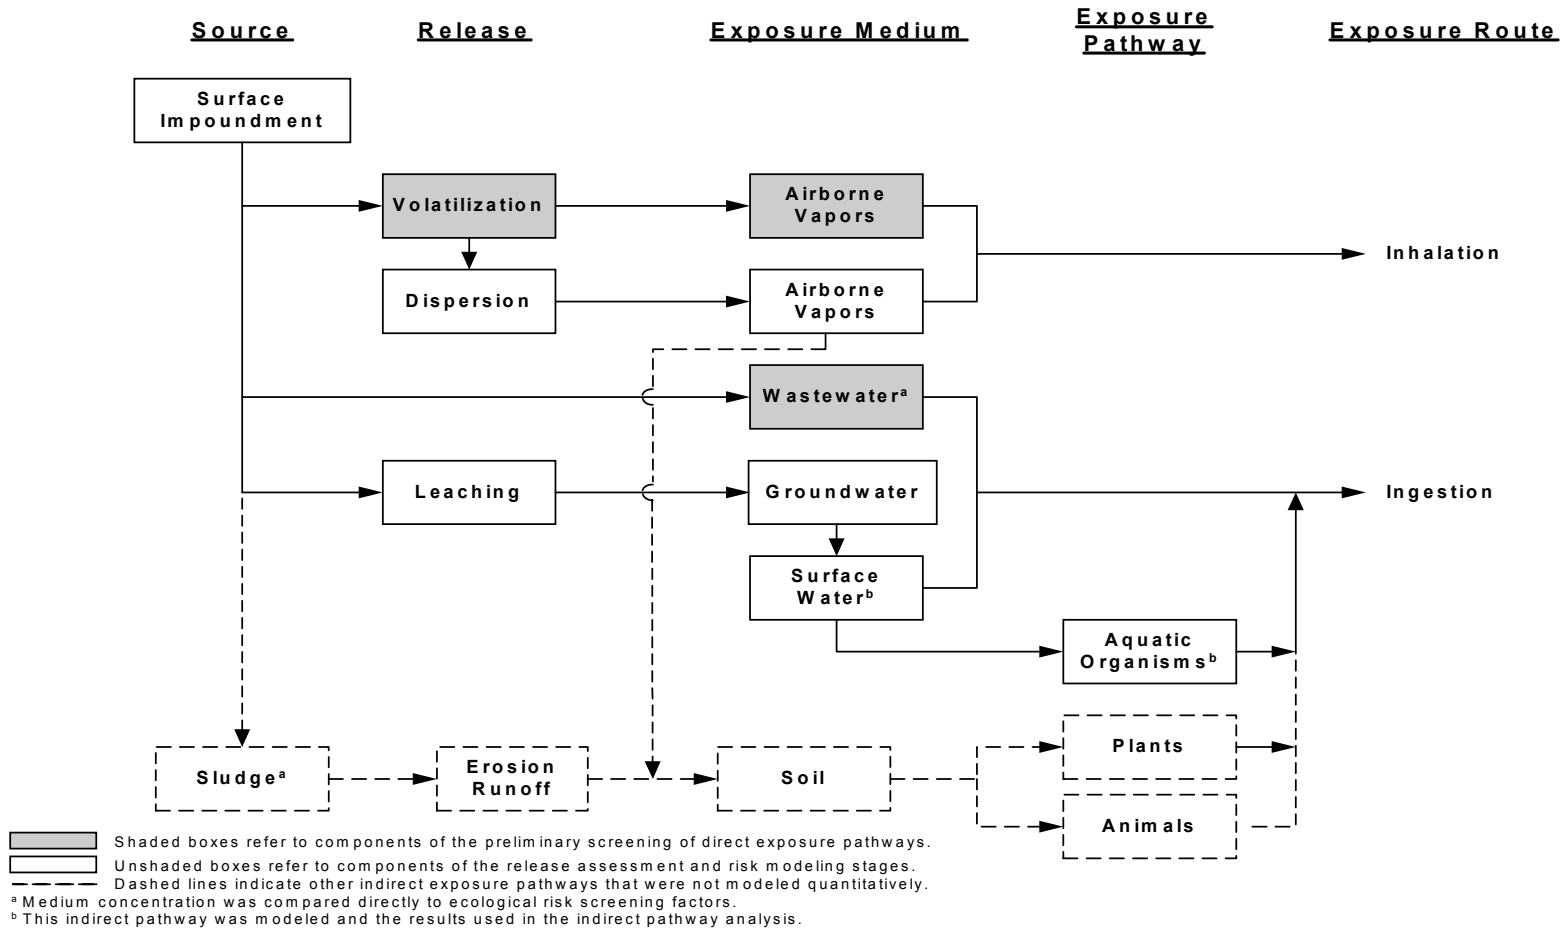 Source
Release
Exposure Medium
Exposure
Pathway
Exposure Route
Surface
Impoundment
Volatilization
Airborne
Vapors
Inhalation
Dispersion
Airborne
Vapors
Wastewaterᵃ
Leaching
Groundwater
Ingestion
Surface
Waterᵇ
Aquatic
Organismsᵇ
Plants
Sludgeᵃ
Erosion
Runoff
Soil
Animals
Shaded boxes refer to components of the preliminary screening of direct exposure pathways.
Unshaded boxes refer to components of the release assessment and risk modeling stages.
Dashed lines indicate other indirect exposure pathways that were not modeled quantitatively.
ᵃ Medium concentration was compared directly to ecological risk screening factors.
ᵇ This indirect pathway was modeled and the results used in the indirect pathway analysis.